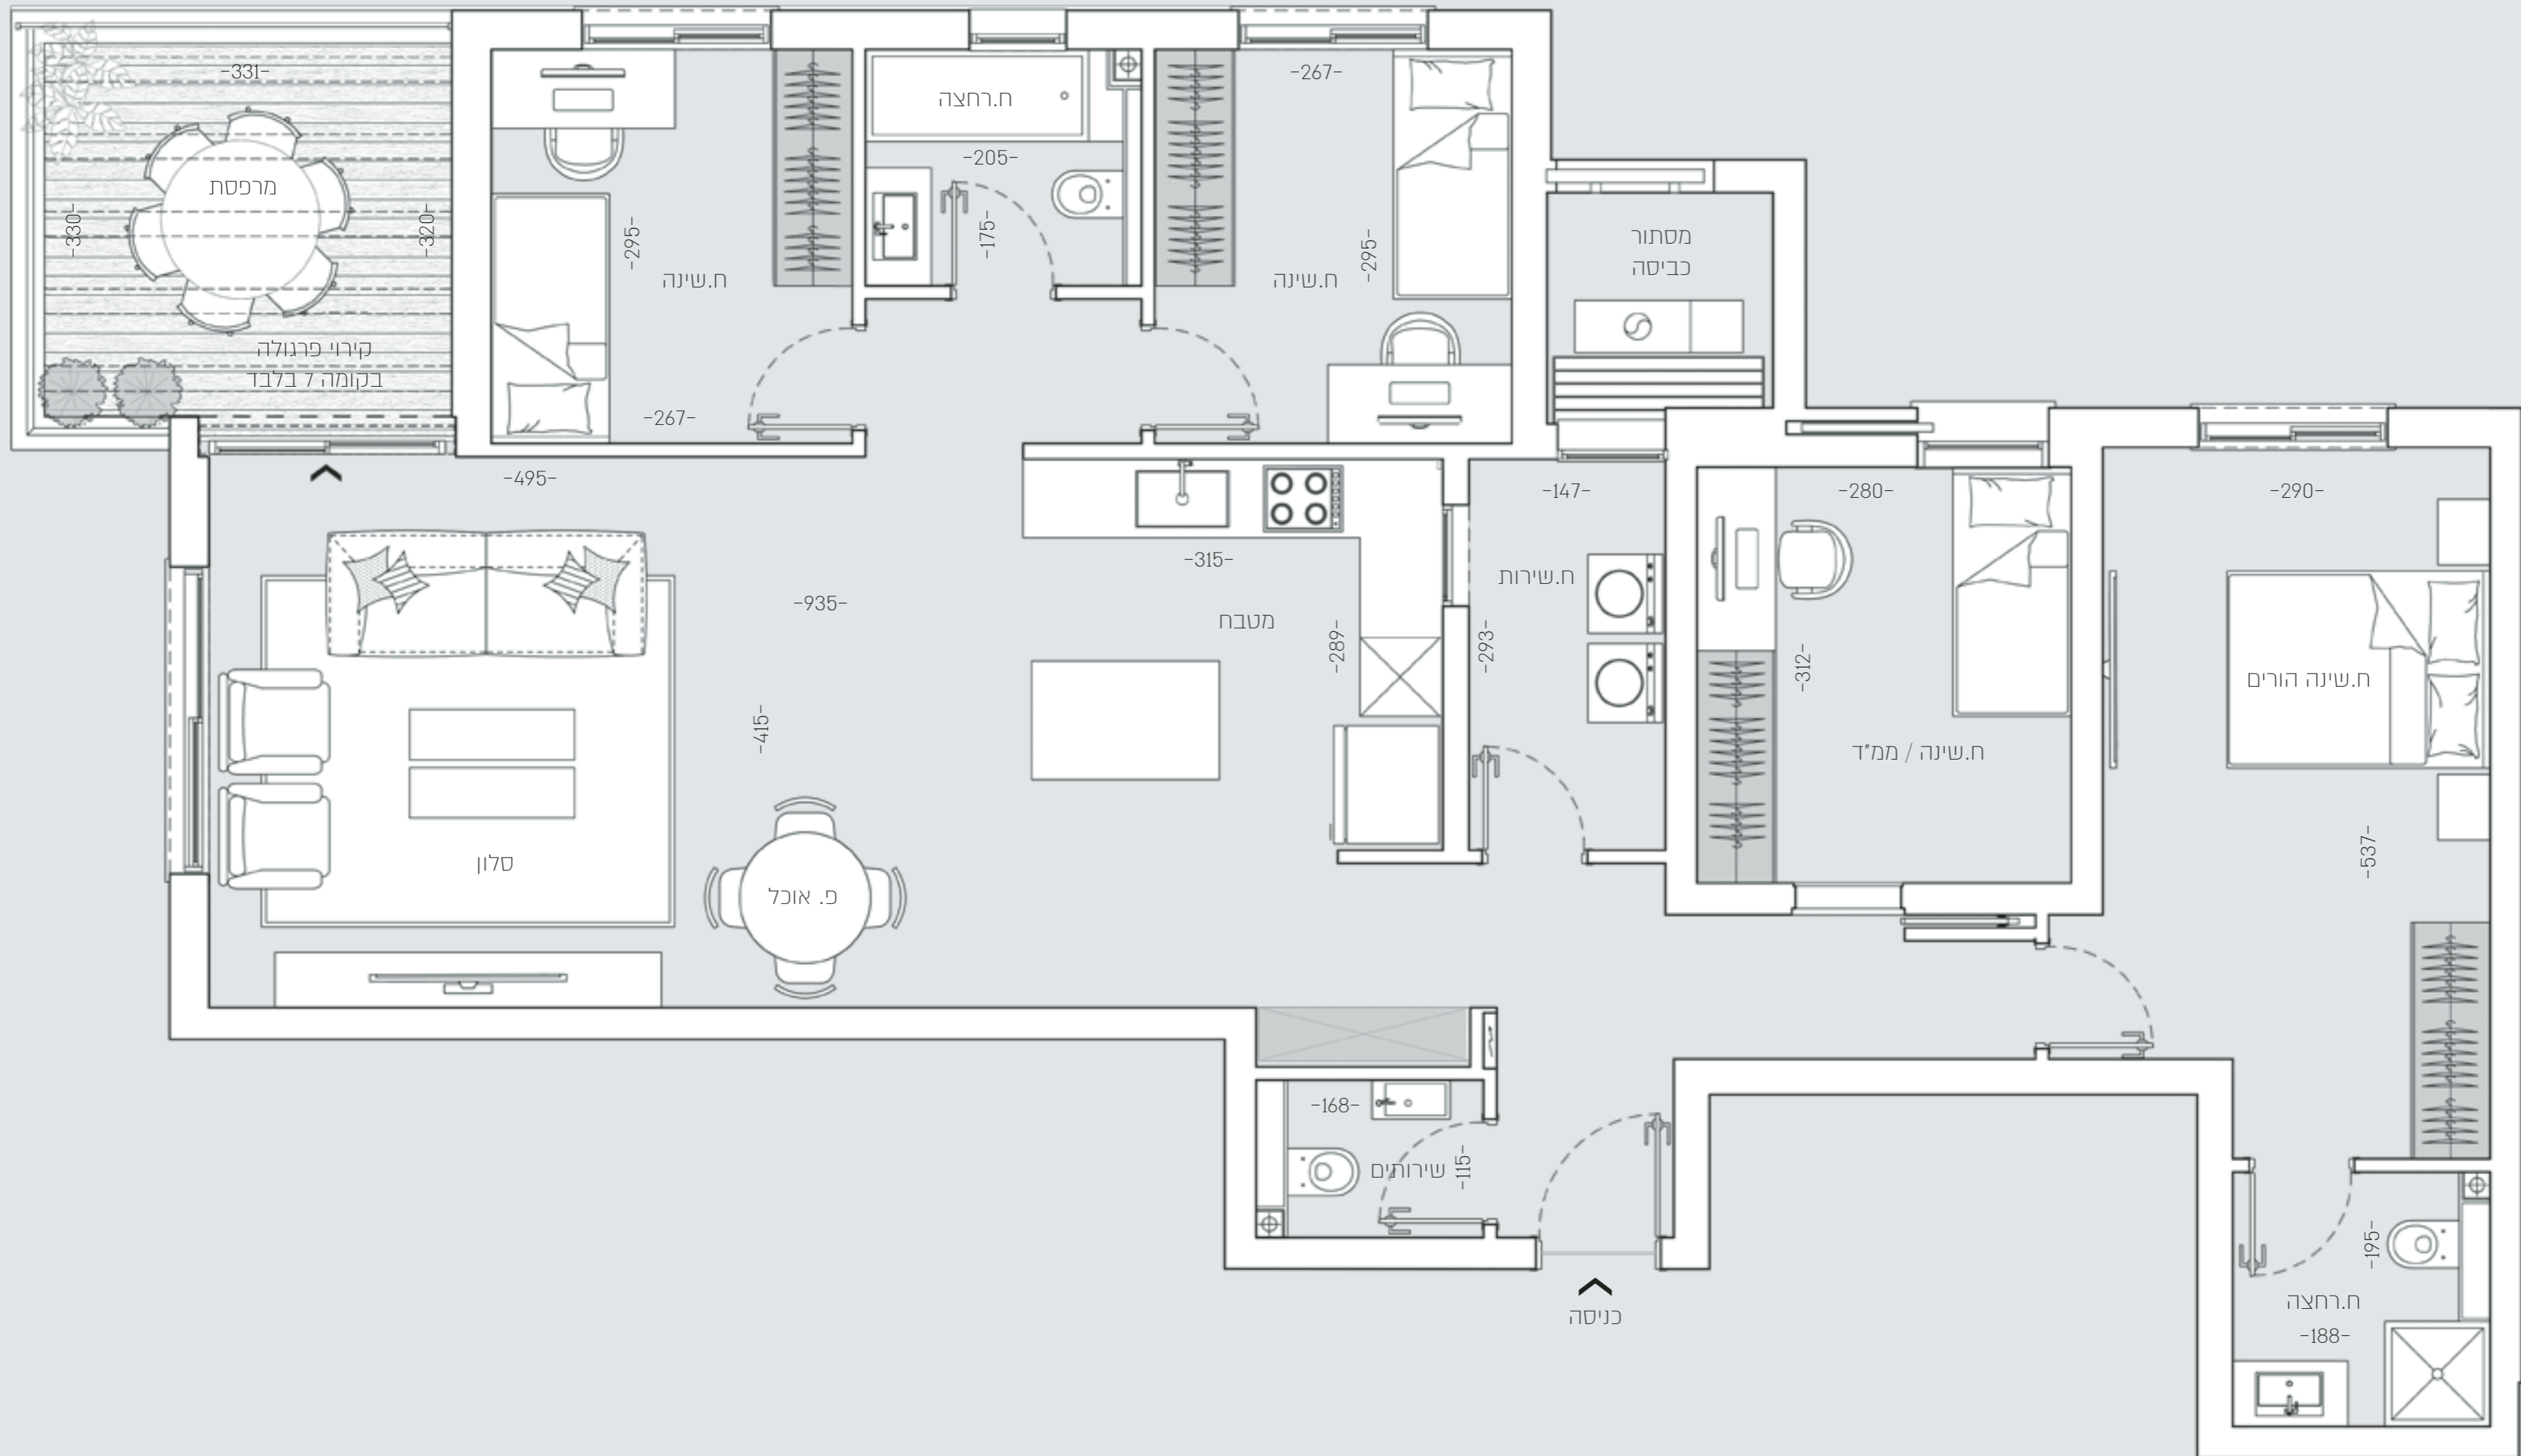 -331-
מרפסת
-330-
-320-
קירוי פרגולה
בקומה 7 בלבד
-295-
ח.שינה
-267-
ח.רחצה
-205-
-175-
-267-
-295-
ח.שינה
מסתור
כביסה
-495-
-935-
-415-
סלון
פ. אוכל
-315-
מטבח
-289-
-147-
ח.שירות
-293-
-280-
-312-
ח.שינה / ממ"ד
-290-
ח.שינה הורים
-537-
-168-
שירותים
-115-
כניסה
-195-
ח.רחצה
-188-